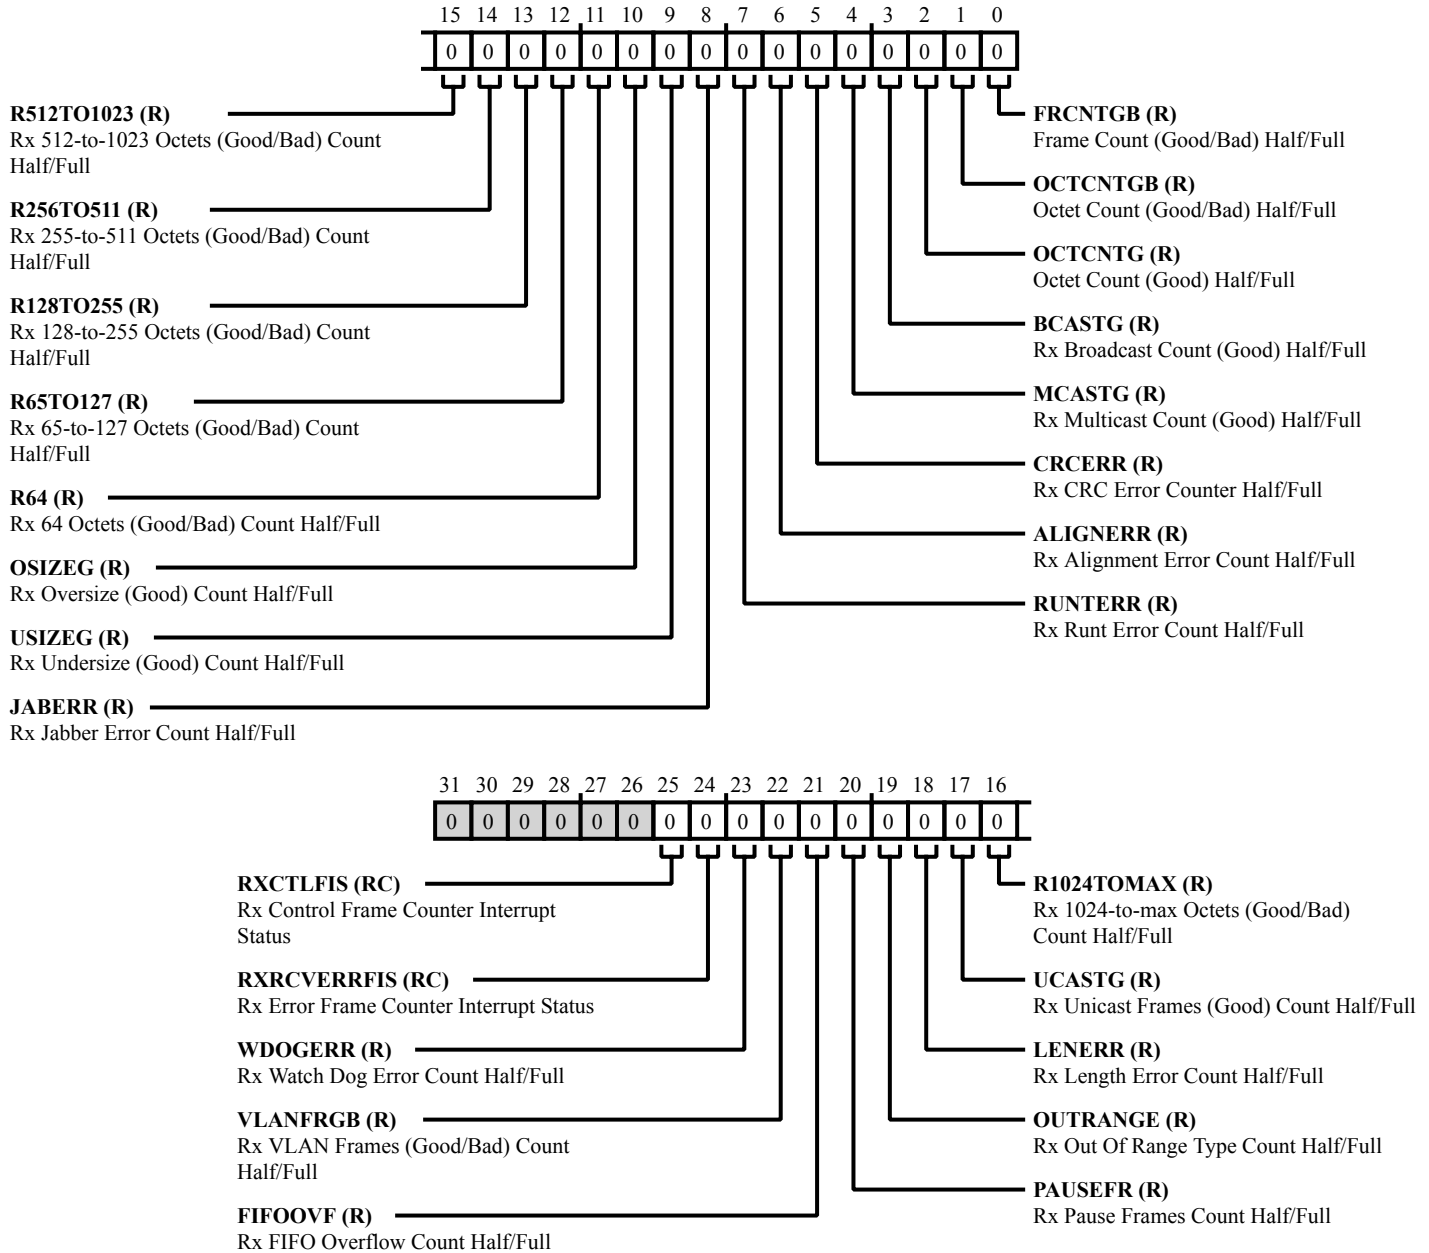 15 14 13 12 11 10 9 8 7 6 5 4 3 2 1 0
0 0 0 0 0 0 0 0 0 0 0 0 0 0 0 0
R512TO1023 (R)
Rx 512-to-1023 Octets (Good/Bad) Count
Half/Full
R256TO511 (R)
Rx 255-to-511 Octets (Good/Bad) Count
Half/Full
R128TO255 (R)
Rx 128-to-255 Octets (Good/Bad) Count
Half/Full
R65TO127 (R)
Rx 65-to-127 Octets (Good/Bad) Count
Half/Full
R64 (R)
Rx 64 Octets (Good/Bad) Count Half/Full
OSIZEG (R)
Rx Oversize (Good) Count Half/Full
USIZEG (R)
Rx Undersize (Good) Count Half/Full
JABERR (R)
Rx Jabber Error Count Half/Full
FRCNTGB (R)
Frame Count (Good/Bad) Half/Full
OCTCNTGB (R)
Octet Count (Good/Bad) Half/Full
OCTCNTG (R)
Octet Count (Good) Half/Full
BCASTG (R)
Rx Broadcast Count (Good) Half/Full
MCASTG (R)
Rx Multicast Count (Good) Half/Full
CRCERR (R)
Rx CRC Error Counter Half/Full
ALIGNERR (R)
Rx Alignment Error Count Half/Full
RUNTERR (R)
Rx Runt Error Count Half/Full
31 30 29 28 27 26 25 24 23 22 21 20 19 18 17 16
0 0 0 0 0 0 0 0 0 0 0 0 0 0 0 0
RXCTLFIS (RC)
Rx Control Frame Counter Interrupt
Status
RXRCVERRFIS (RC)
Rx Error Frame Counter Interrupt Status
WDOGERR (R)
Rx Watch Dog Error Count Half/Full
VLANFRGB (R)
Rx VLAN Frames (Good/Bad) Count
Half/Full
FIFOOVF (R)
Rx FIFO Overflow Count Half/Full
R1024TOMAX (R)
Rx 1024-to-max Octets (Good/Bad)
Count Half/Full
UCASTG (R)
Rx Unicast Frames (Good) Count Half/Full
LENERR (R)
Rx Length Error Count Half/Full
OUTRANGE (R)
Rx Out Of Range Type Count Half/Full
PAUSEFR (R)
Rx Pause Frames Count Half/Full